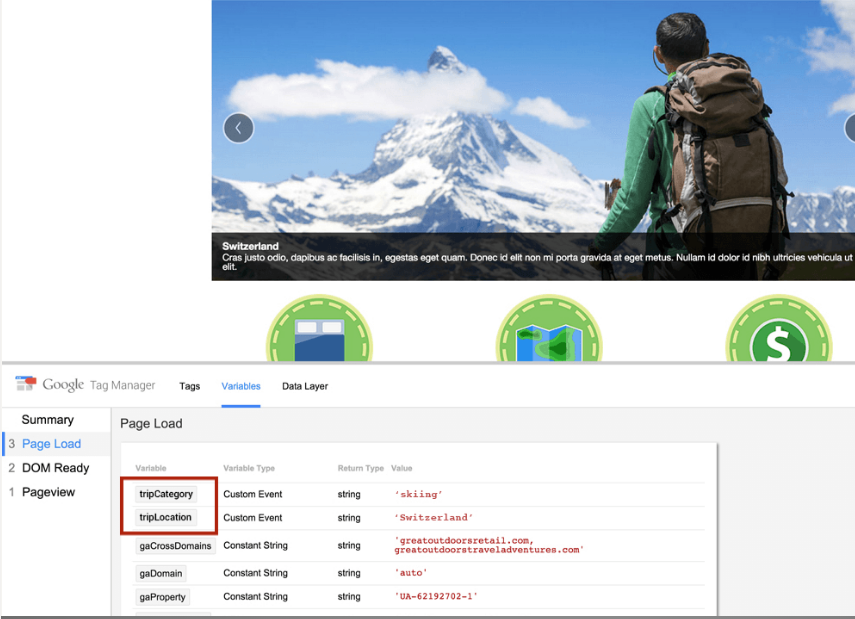 Switzerland
Cras justo odio, dapibus ac facilisis in, egestas eget quam. Donec id elit non mi porta gravida at eget metus. Nullam id dolor id nibh ultricies vehicula ut
elit.
$
Google Tag Manager Tags Variables Data Layer
Summary
3 Page Load
2 DOM Ready
1 Pageview
Page Load
Variable Variable Type Return Type Value
tripCategory Custom Event string 'skiing'
tripLocation Custom Event string 'Switzerland'
gaCrossDomains Constant String string 'greatoutdoorsretail.com,
greatoutdoorstraveladventures.com'
gaDomain Constant String string 'auto'
gaProperty Constant String string 'UA-62192702-1'